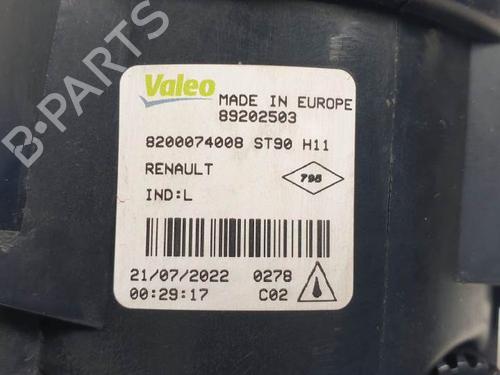 Valeo
MADE IN EUROPE
89202503
8200074008 ST90 H11
RENAULT
798
IND:L
21/07/2022 0278
00:29:17 C02
B-PARTS